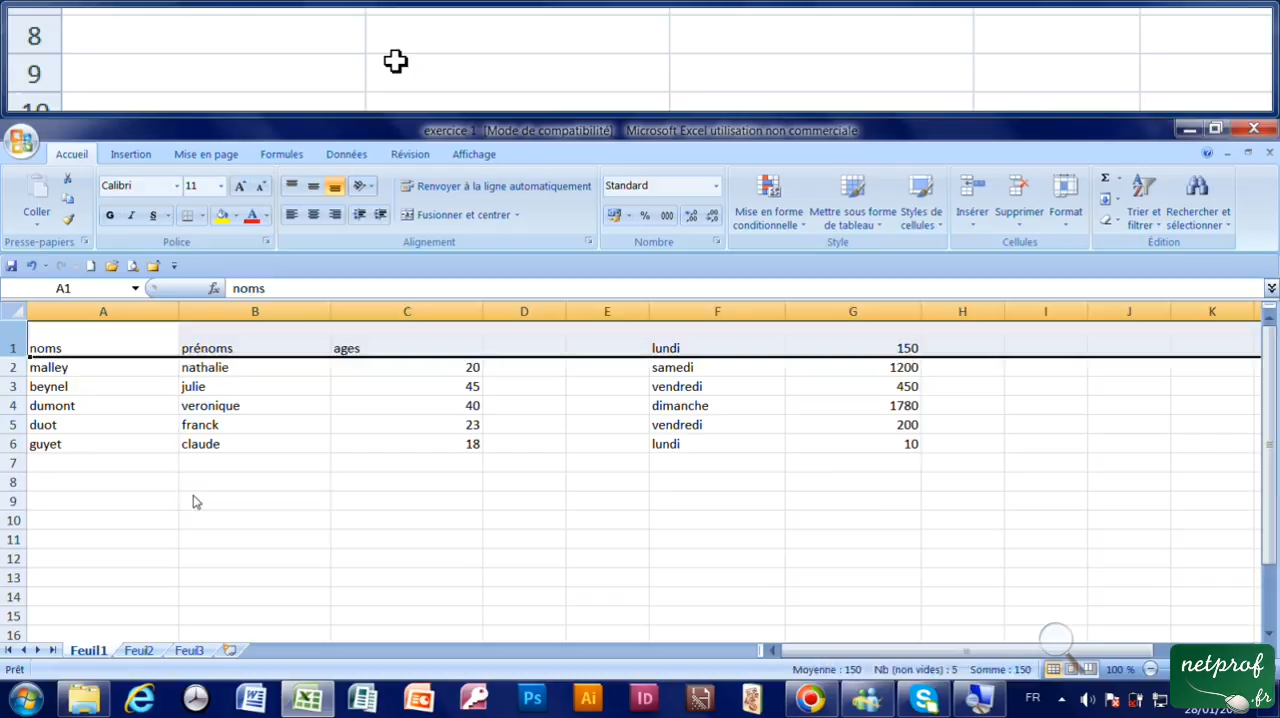 8
9
10
exercice 1 [Mode de compatibilité] - Microsoft Excel utilisation non commerciale
Accueil Insertion Mise en page Formules Données Révision Affichage
Coller
Presse-papiers
Calibri 11
G I S
Police
Renvoyer à la ligne automatiquement
Fusionner et centrer
Alignement
Standard
% 000
Nombre
Mise en forme conditionnelle
Mettre sous forme de tableau
Styles de cellules
Style
Insérer Supprimer Format
Cellules
Σ
Trier et filtrer
Rechercher et sélectionner
Édition
A1 fx noms
A B C D E F G H I J K
1 noms prénoms ages lundi 150
2 malley nathalie 20 samedi 1200
3 beynel julie 45 vendredi 450
4 dumont veronique 40 dimanche 1780
5 duot franck 23 vendredi 200
6 guyet claude 18 lundi 10
7
8
9
10
11
12
13
14
15
16
Feuil1 Feuil2 Feuil3
Prêt Moyenne : 150 Nb (non vides) : 5 Somme : 150 100 %
netprof
.fr
Ps Ai ID FR